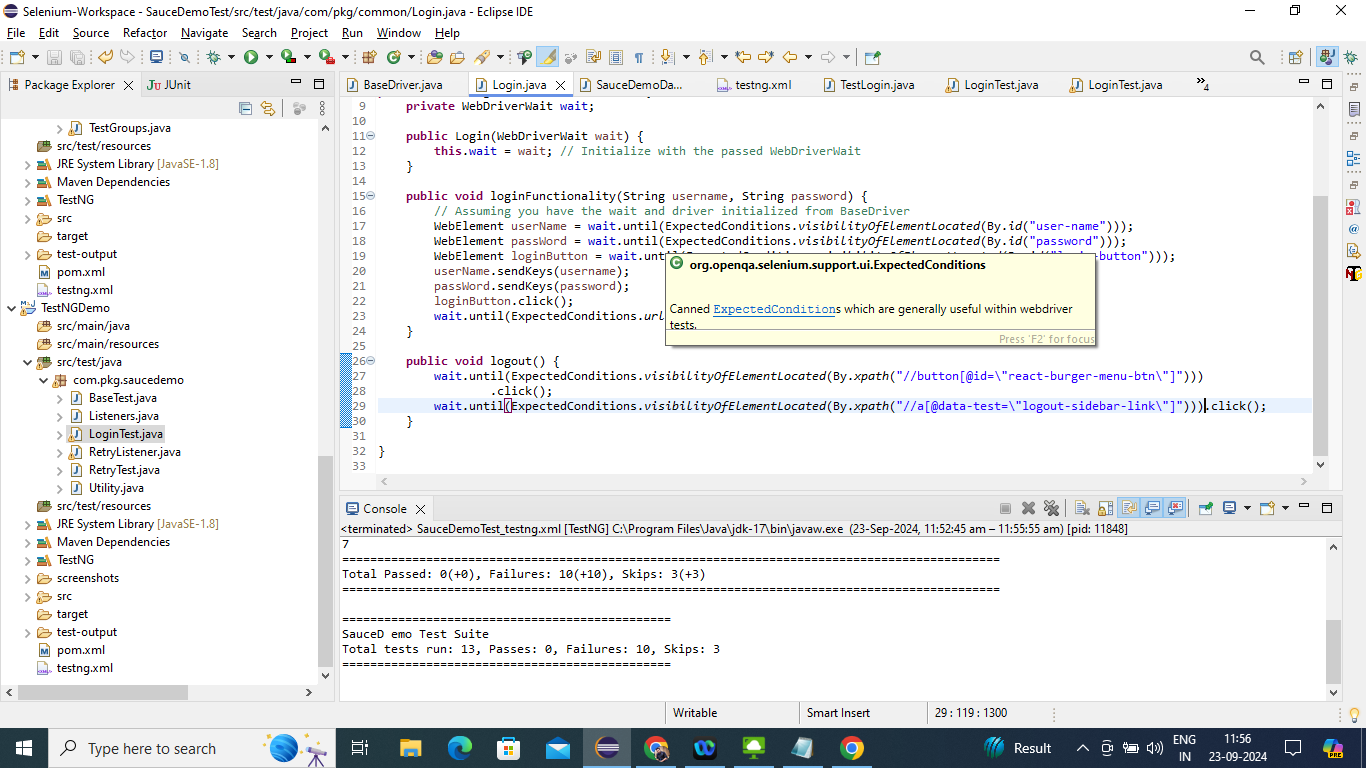 Selenium-Workspace - SauceDemoTest/src/test/java/com/pkg/common/Login.java - Eclipse IDE
File Edit Source Refactor Navigate Search Project Run Window Help
Package Explorer JUnit
TestGroups.java
src/test/resources
JRE System Library [JavaSE-1.8]
Maven Dependencies
TestNG
src
target
test-output
pom.xml
testng.xml
TestNGDemo
src/main/java
src/main/resources
src/test/java
com.pkg.saucedemo
BaseTest.java
Listeners.java
LoginTest.java
RetryListener.java
RetryTest.java
Utility.java
src/test/resources
JRE System Library [JavaSE-1.8]
Maven Dependencies
TestNG
screenshots
src
target
test-output
pom.xml
testng.xml
BaseDriver.java Login.java SauceDemoDa... testng.xml TestLogin.java LoginTest.java LoginTest.java 4
9 private WebDriverWait wait;
10
11 public Login(WebDriverWait wait) {
12 this.wait = wait; // Initialize with the passed WebDriverWait
13 }
14
15 public void loginFunctionality(String username, String password) {
16 // Assuming you have the wait and driver initialized from BaseDriver
17 WebElement userName = wait.until(ExpectedConditions.visibilityOfElementLocated(By.id("user-name")));
18 WebElement passWord = wait.until(ExpectedConditions.visibilityOfElementLocated(By.id("password")));
19 WebElement loginButton = wait.unt -button")));
20 userName.sendKeys(username);
21 passWord.sendKeys(password);
22 loginButton.click();
23 wait.until(ExpectedConditions.url
24 }
25
26 public void logout() {
27 wait.until(ExpectedConditions.visibilityOfElementLocated(By.xpath("//button[@id=\"react-burger-menu-btn\"]")))
28 .click();
29 wait.until(ExpectedConditions.visibilityOfElementLocated(By.xpath("//a[@data-test=\"logout-sidebar-link\"]"))).click();
30 }
31
32 }
33
org.openqa.selenium.support.ui.ExpectedConditions
Canned ExpectedConditions which are generally useful within webdriver
tests.
Press 'F2' for focus
Console
<terminated> SauceDemoTest_testng.xml [TestNG] C:\Program Files\Java\jdk-17\bin\javaw.exe (23-Sep-2024, 11:52:45 am – 11:55:55 am) [pid: 11848]
7
===============================================================================================
Total Passed: 0(+0), Failures: 10(+10), Skips: 3(+3)
===============================================================================================
===============================================
SauceD emo Test Suite
Total tests run: 13, Passes: 0, Failures: 10, Skips: 3
===============================================
Writable Smart Insert 29 : 119 : 1300
Type here to search
Result
ENG
IN
11:56
23-09-2024
PRE